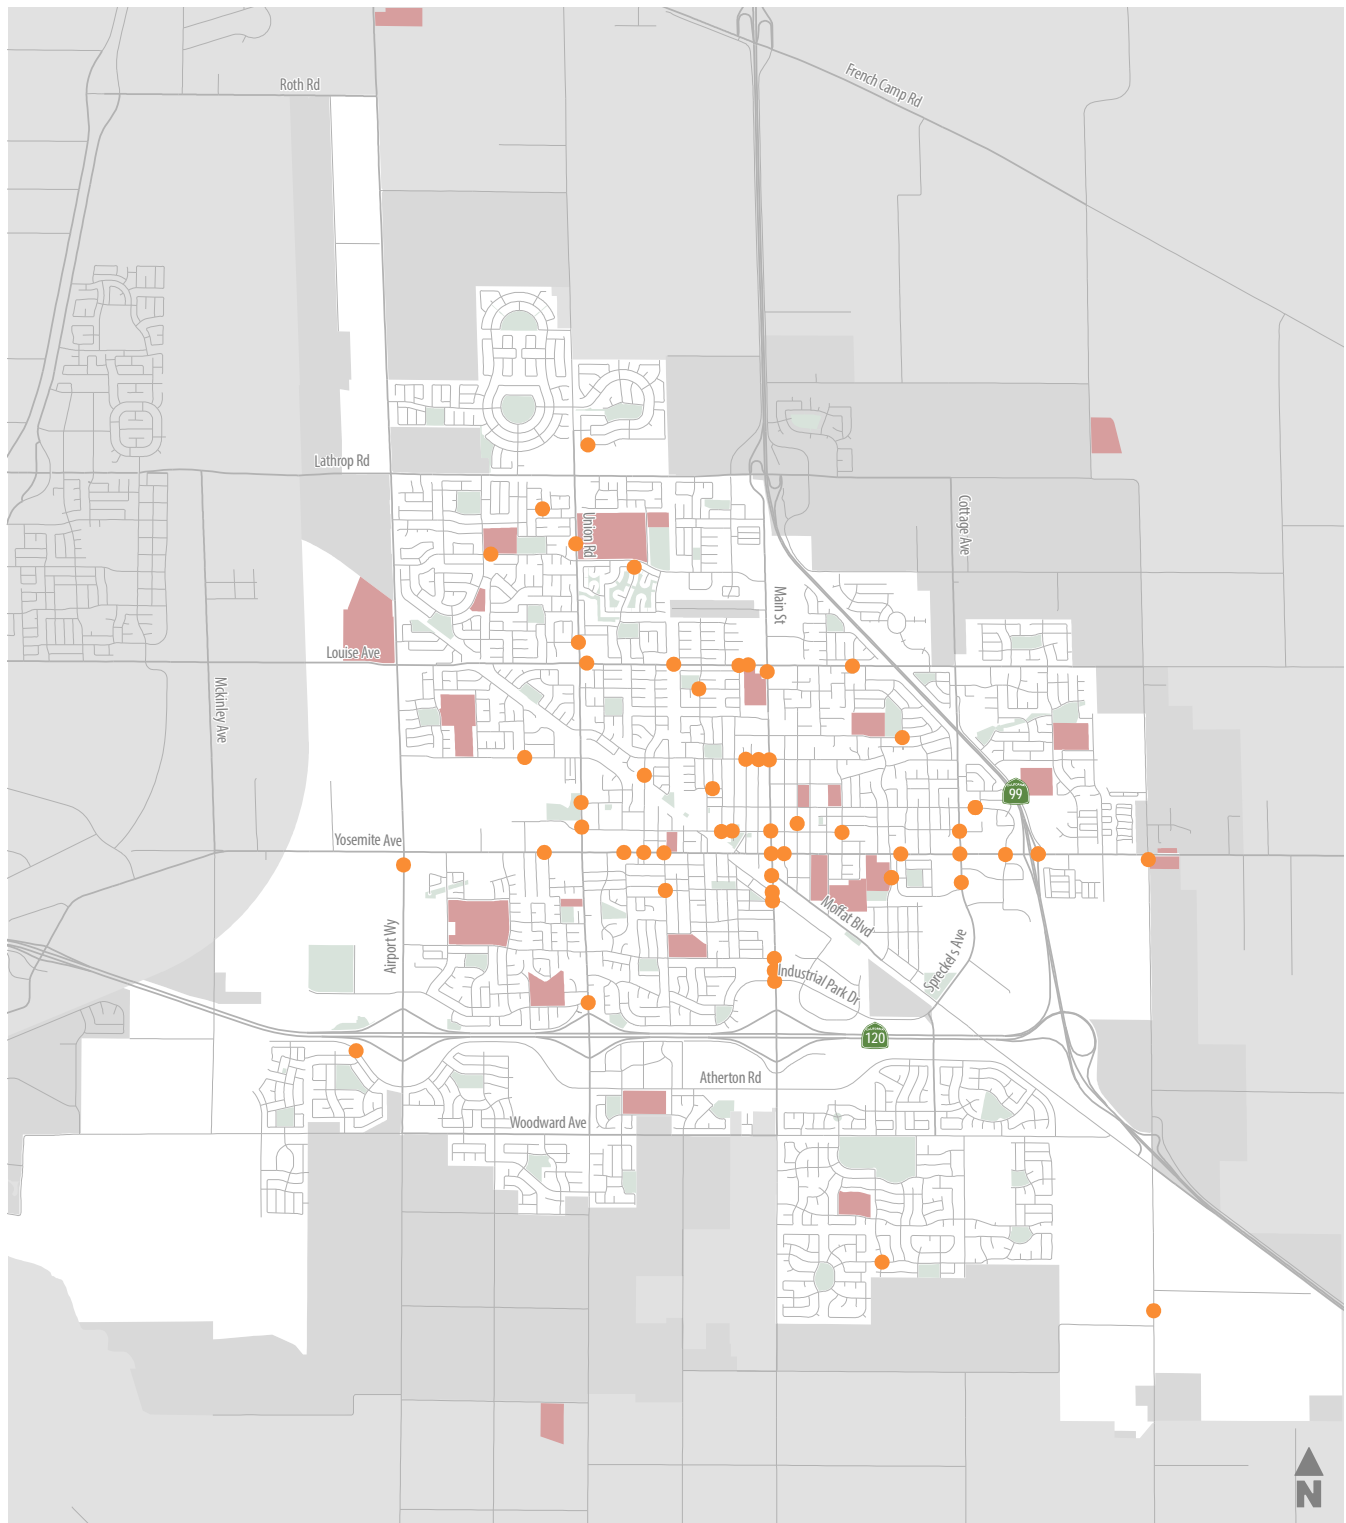 Roth Rd
French Camp Rd
Lathrop Rd
Cottage Ave
Union Rd
Main St
Louise Ave
Mckinley Ave
99
Yosemite Ave
Moffat Blvd
Airport Wy
Spreckels Ave
Industrial Park Dr
120
Atherton Rd
Woodward Ave
N